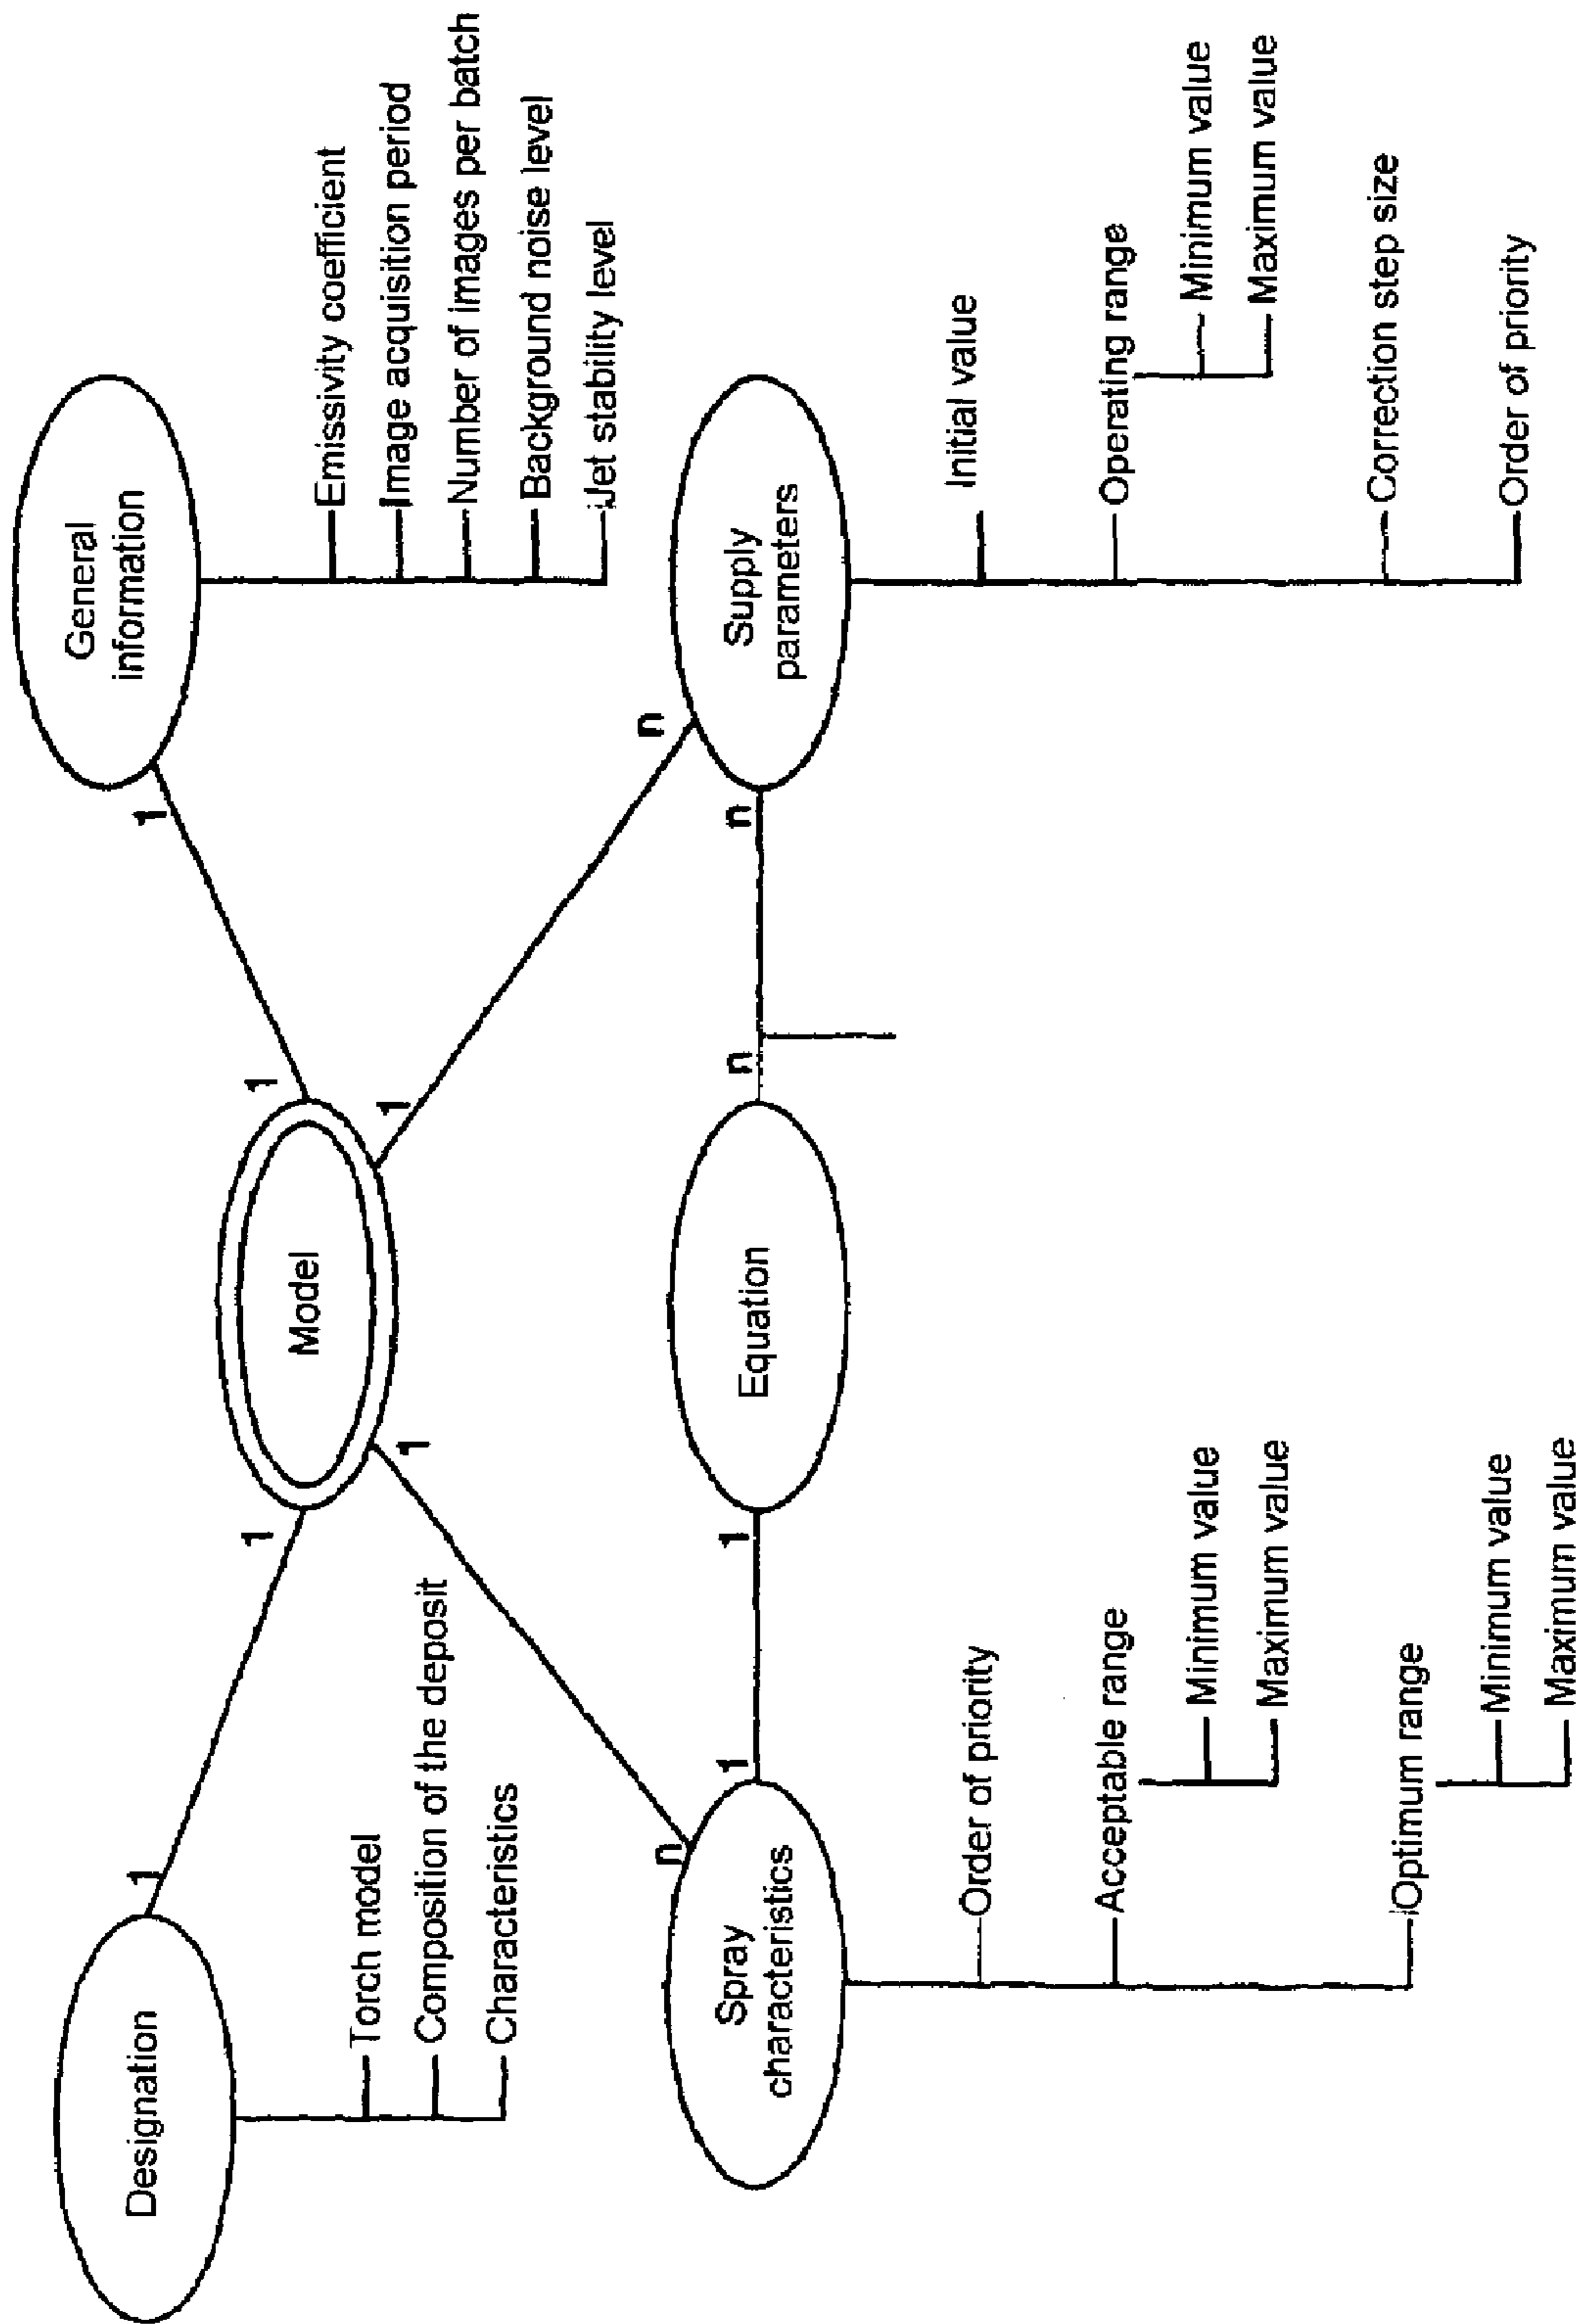 Designation
Torch model
Composition of the deposit
Characteristics
1
1
Model
1
1
General
information
Emissivity coefficient
Image acquisition period
Number of images per batch
Background noise level
Jet stability level
1
n
1
n
Spray
characteristics
Order of priority
Acceptable range
Minimum value
Maximum value
Optimum range
Minimum value
Maximum value
1
1
Equation
n
n
Supply
parameters
Initial value
Operating range
Minimum value
Maximum value
Correction step size
Order of priority